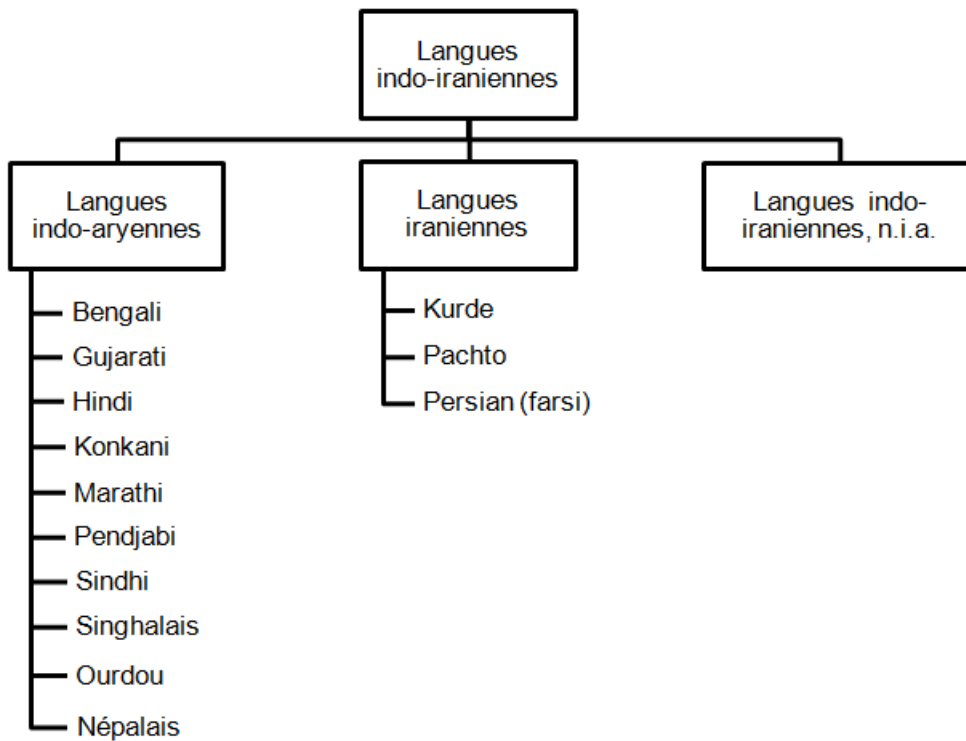 Langues
indo-iraniennes
Langues
indo-aryennes
Langues
iraniennes
Langues indo-
iraniennes, n.i.a.
Bengali
Gujarati
Hindi
Konkani
Marathi
Pendjabi
Sindhi
Singhalais
Ourdou
Népalais
Kurde
Pachto
Persian (farsi)